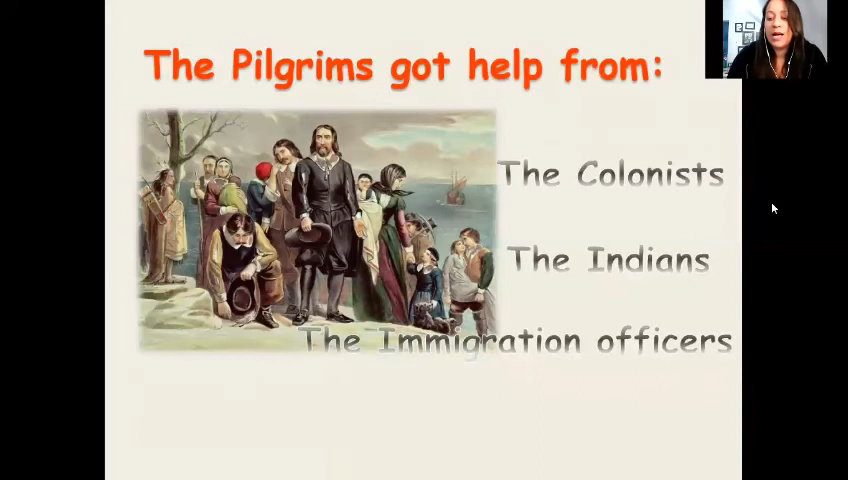 The Pilgrims got help from:
The Colonists
The Indians
The Immigration officers